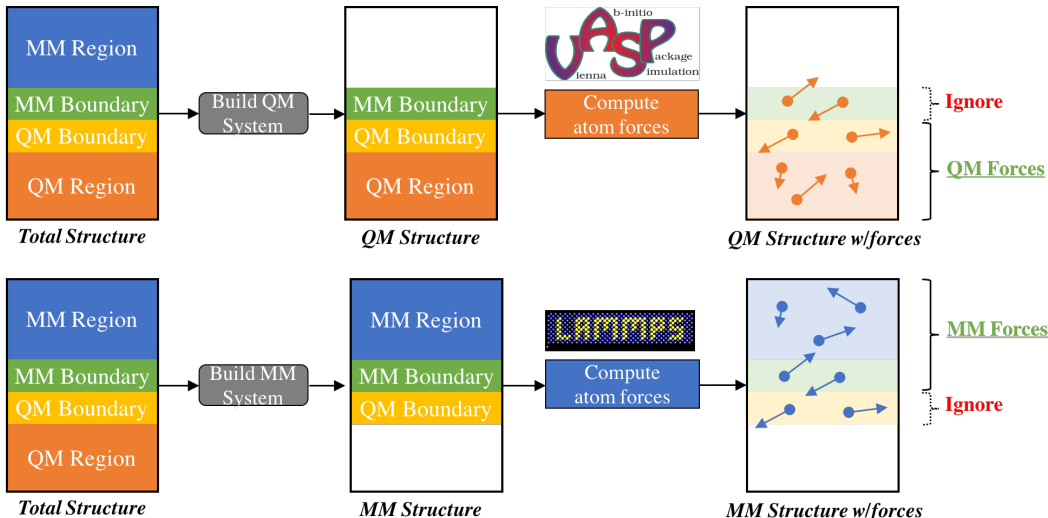 MM Region
MM Boundary
QM Boundary
QM Region
Total Structure
Build QM
System
MM Boundary
QM Boundary
QM Region
QM Structure
b-initio
VASP
ackage
ienna
imulation
Compute
atom forces
Ignore
QM Forces
QM Structure w/forces
MM Region
MM Boundary
QM Boundary
QM Region
Total Structure
Build MM
System
MM Region
MM Boundary
QM Boundary
MM Structure
LAMMPS
Compute
atom forces
MM Forces
Ignore
MM Structure w/forces